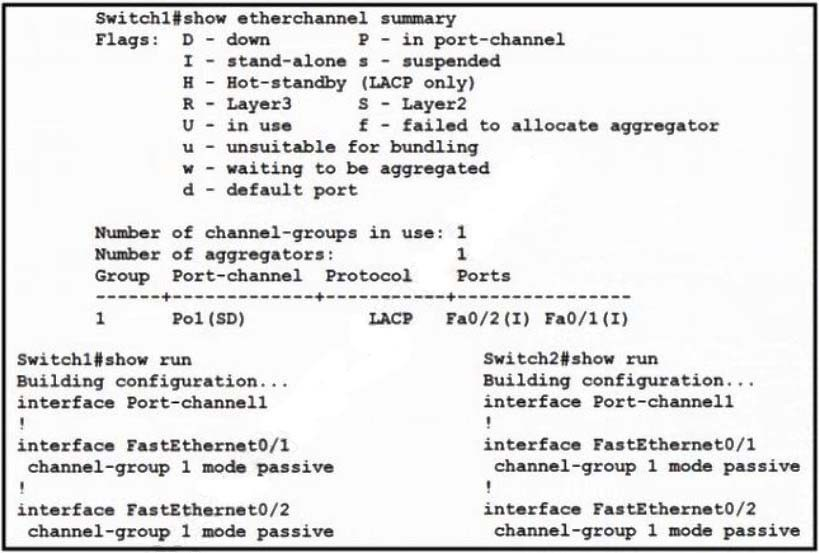 Switch1#show etherchannel summary
Flags: D - down P - in port-channel
I - stand-alone s - suspended
H - Hot-standby (LACP only)
R - Layer3 S - Layer2
U - in use f - failed to allocate aggregator
u - unsuitable for bundling
w - waiting to be aggregated
d - default port
Number of channel-groups in use: 1
Number of aggregators: 1
Group Port-channel Protocol Ports
------+-------------+-----------+-----------------
1 Po1(SD) LACP Fa0/2(I) Fa0/1(I)
Switch1#show run
Building configuration...
interface Port-channel1
!
interface FastEthernet0/1
channel-group 1 mode passive
!
interface FastEthernet0/2
channel-group 1 mode passive
Switch2#show run
Building configuration...
interface Port-channel1
!
interface FastEthernet0/1
channel-group 1 mode passive
!
interface FastEthernet0/2
channel-group 1 mode passive